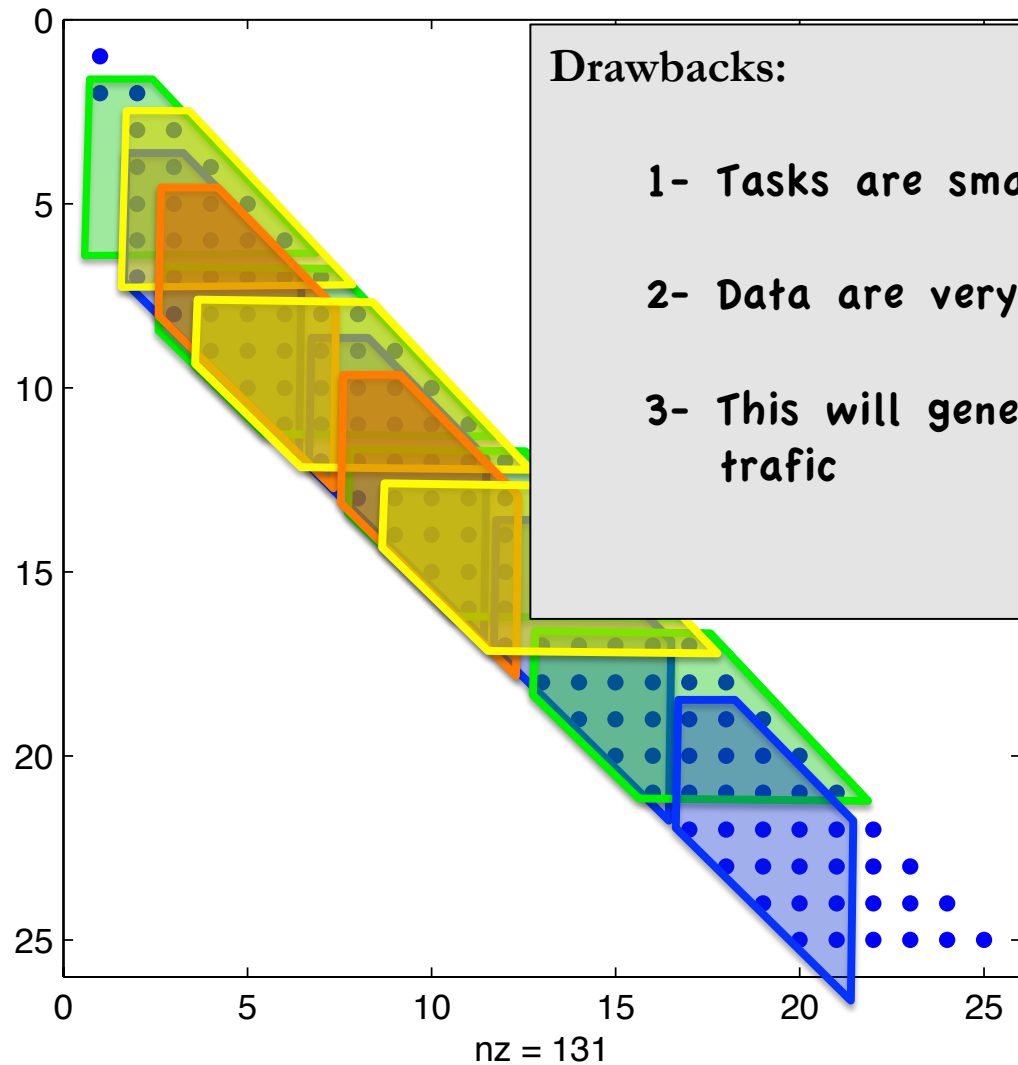 0
Drawbacks:
1- Tasks are sma
5
2- Data are very
10
3- This will gene
trafic
15
20
25
0 5 10 15 20 25
nz = 131